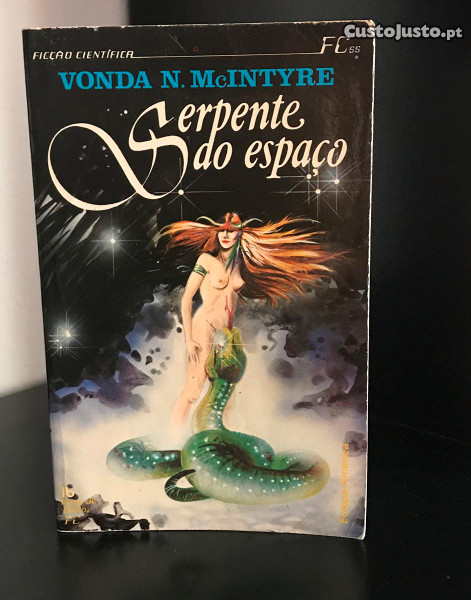 CustoJusto.pt
FICÇÃO CIENTÍFICA
FC 55
VONDA N. McINTYRE
Serpente
do espaço